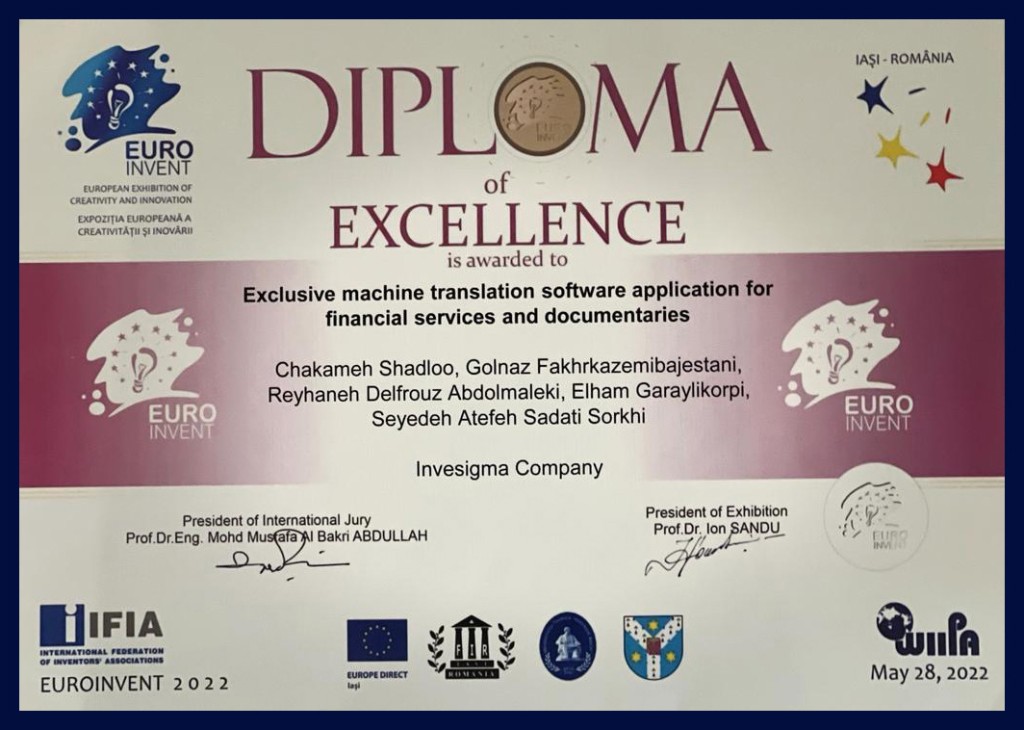 EURO
INVENT
EUROPEAN EXHIBITION OF
CREATIVITY AND INNOVATION
EXPOZIȚIA EUROPEANĂ A
CREATIVITĂȚII ȘI INOVĂRII
IAȘI - ROMÂNIA
DIPLOMA
of
EXCELLENCE
is awarded to
Exclusive machine translation software application for
financial services and documentaries
Chakameh Shadloo, Golnaz Fakhrkazemibajestani,
Reyhaneh Delfrouz Abdolmaleki, Elham Garaylikorpi,
Seyedeh Atefeh Sadati Sorkhi
Invesigma Company
EURO
INVENT
EURO
INVENT
President of International Jury
Prof.Dr.Eng. Mohd Mustafa Al Bakri ABDULLAH
President of Exhibition
Prof.Dr. Ion SANDU
EURO
INVENT
IFIA
INTERNATIONAL FEDERATION
OF INVENTORS' ASSOCIATIONS
EUROINVENT 2022
EUROPE DIRECT
Iași
FIR
ROMANIA
WIIPA
May 28, 2022